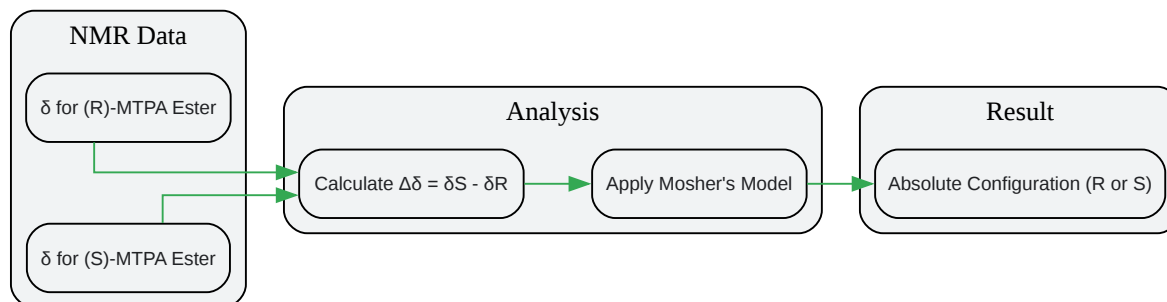 NMR Data
δ for (R)-MTPA Ester
δ for (S)-MTPA Ester
Analysis
Calculate Δδ = δS - δR
Apply Mosher's Model
Result
Absolute Configuration (R or S)